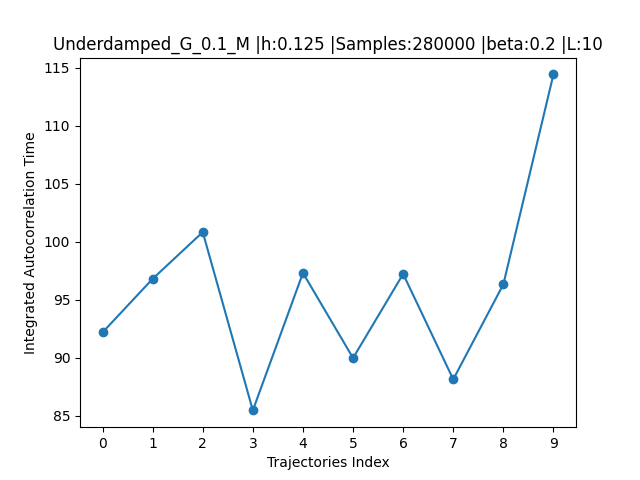 Underdamped_G_0.1_M |h:0.125 |Samples:280000 |beta:0.2 |L:10
115
110
105
100
95
90
85
Integrated Autocorrelation Time
0 1 2 3 4 5 6 7 8 9
Trajectories Index